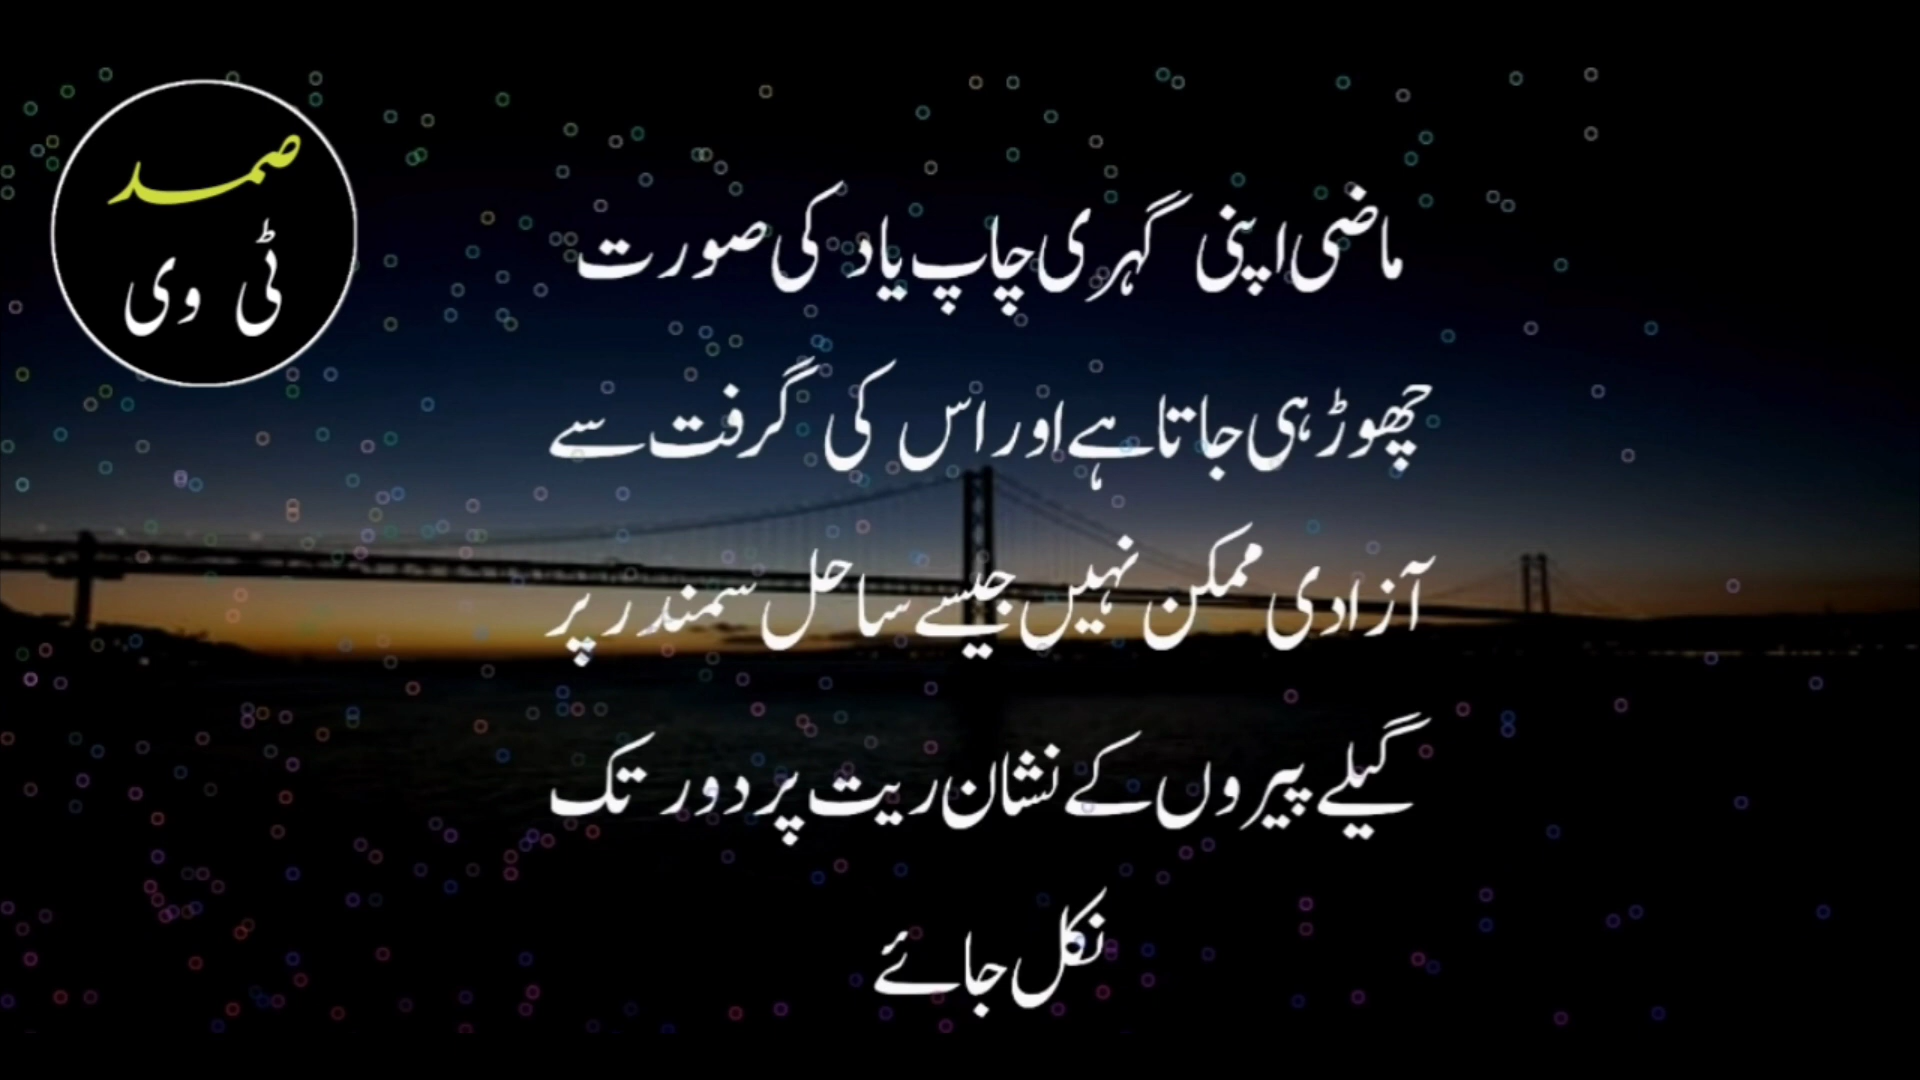 صمد
ٹی وی
ماضی اپنی گہری چاپ یاد کی صورت
چھوڑ ہی جاتا ہے اور اس کی گرفت سے
آزادی ممکن نہیں جیسے ساحل سمندر پر
گیلے پیروں کے نشان ریت پر دور تک
نکل جائے